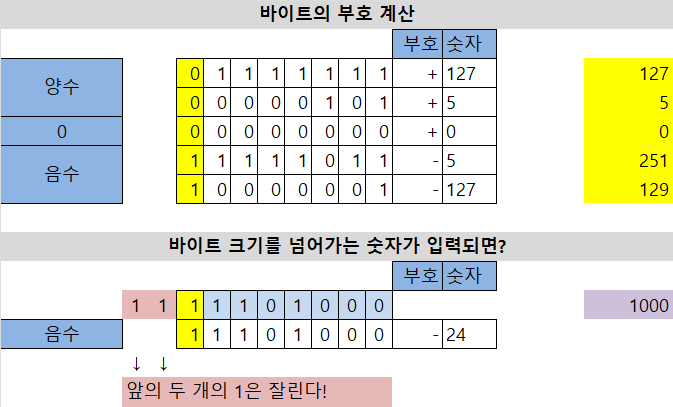 바이트의 부호 계산
부호 숫자
양수
0 1 1 1 1 1 1 1 + 127 127
0 0 0 0 0 1 0 1 + 5 5
0 0 0 0 0 0 0 0 0 + 0 0
음수
1 1 1 1 1 0 1 1 - 5 251
1 0 0 0 0 0 0 1 - 127 129
바이트 크기를 넘어가는 숫자가 입력되면?
부호 숫자
1 1 1 1 1 0 1 0 0 0 1000
음수 1 1 1 0 1 0 0 0 - 24
↓ ↓
앞의 두 개의 1은 잘린다!